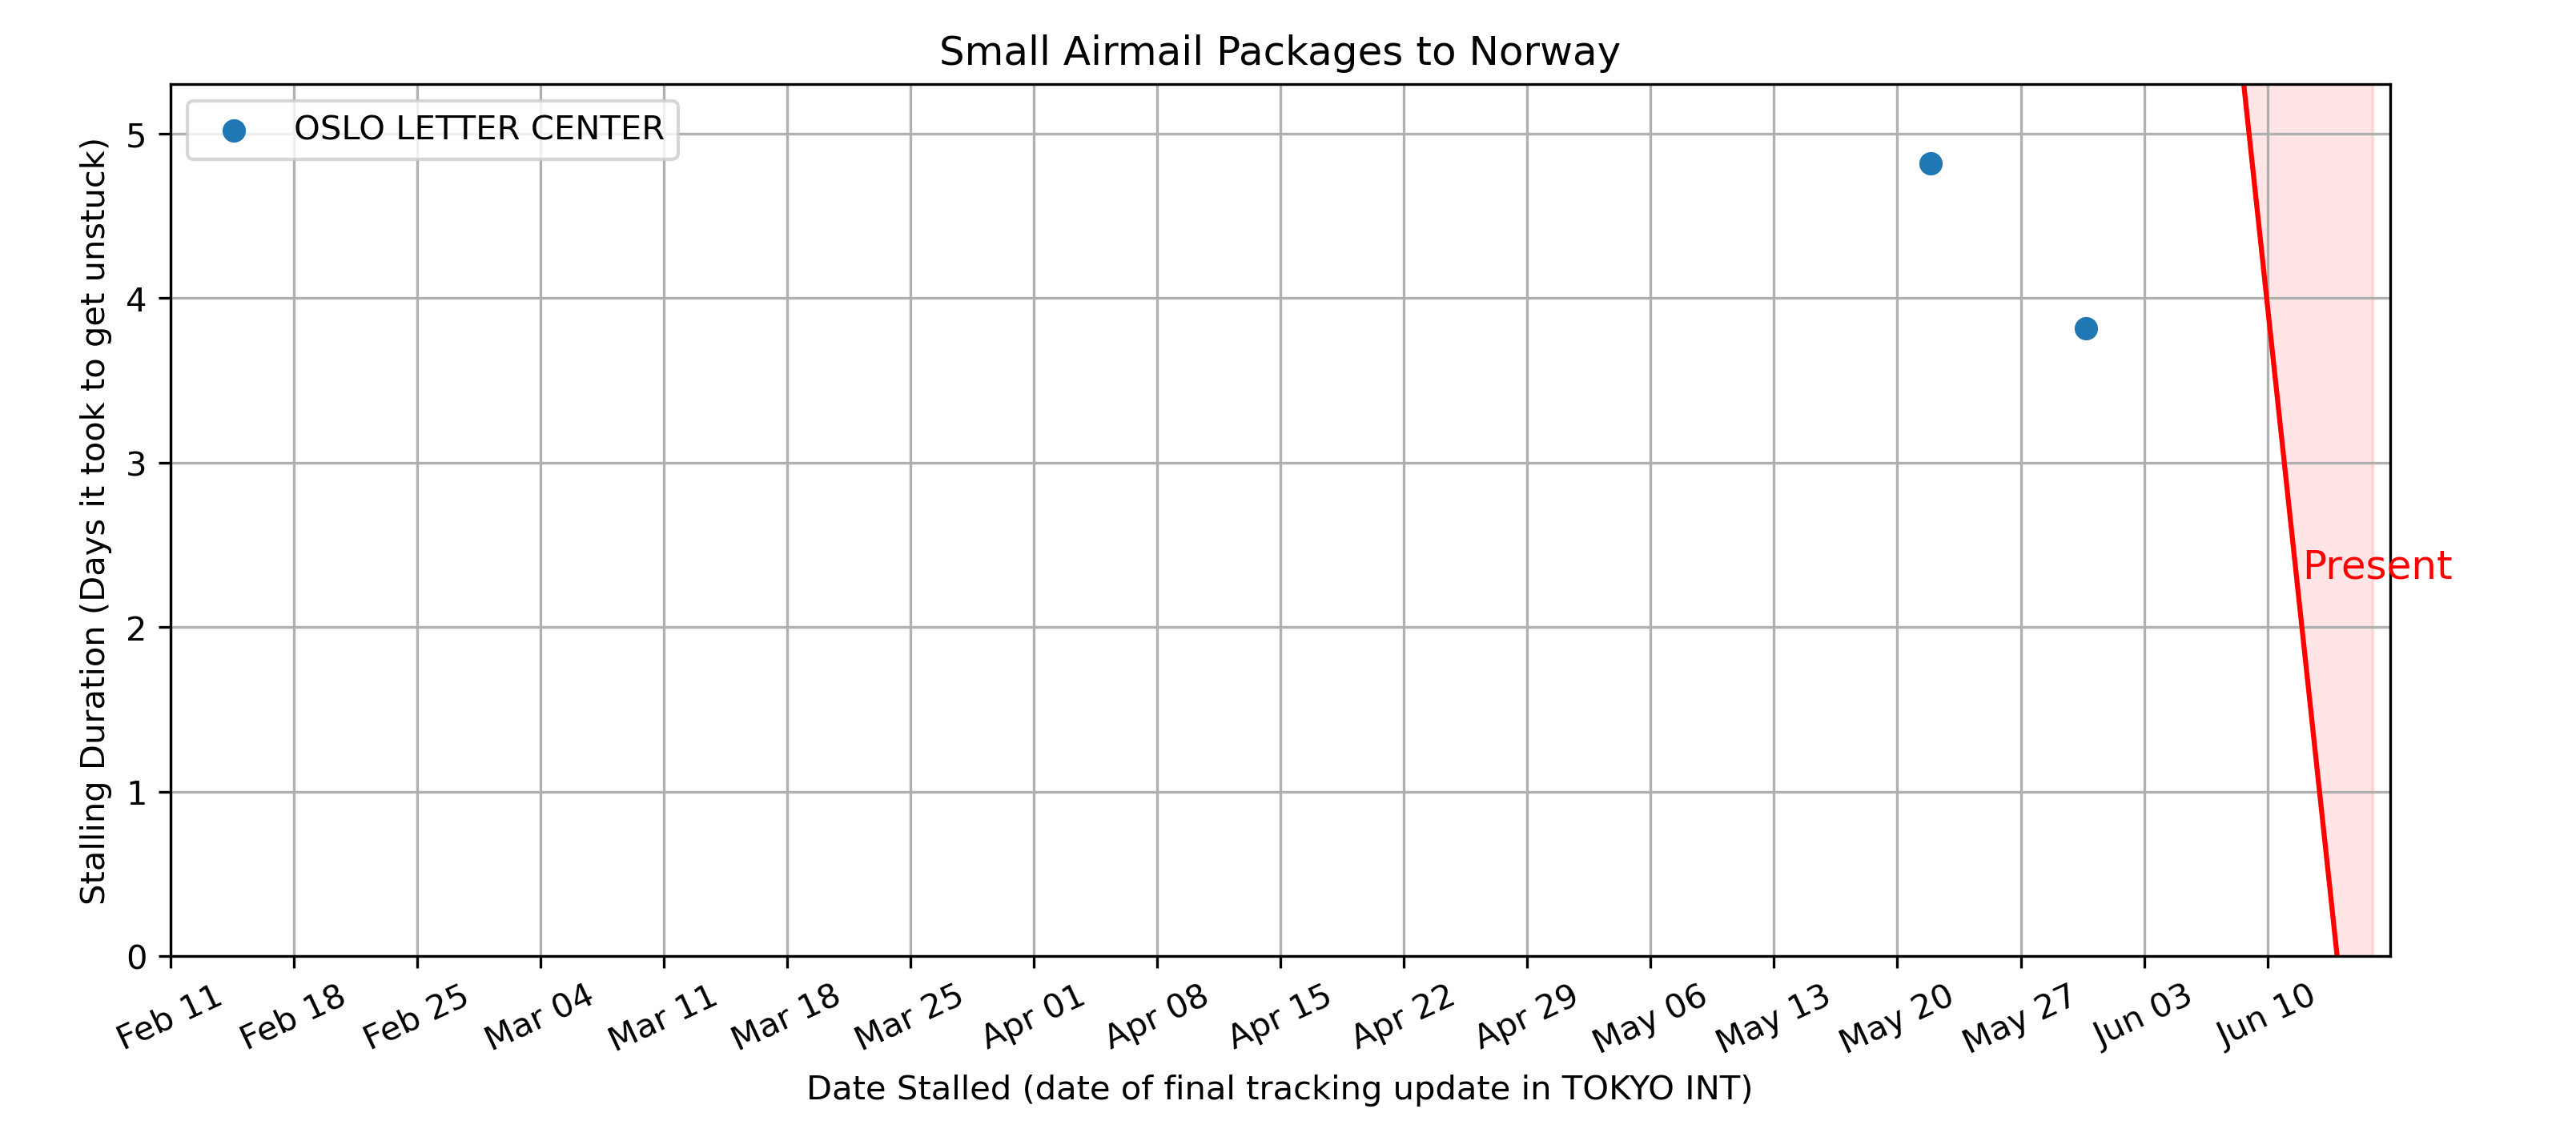 Small Airmail Packages to Norway
OSLO LETTER CENTER
Stalling Duration (Days it took to get unstuck)
5
4
3
2
1
0
Present
Feb 11
Feb 18
Feb 25
Mar 04
Mar 11
Mar 18
Mar 25
Apr 01
Apr 08
Apr 15
Apr 22
Apr 29
May 06
May 13
May 20
May 27
Jun 03
Jun 10
Date Stalled (date of final tracking update in TOKYO INT)